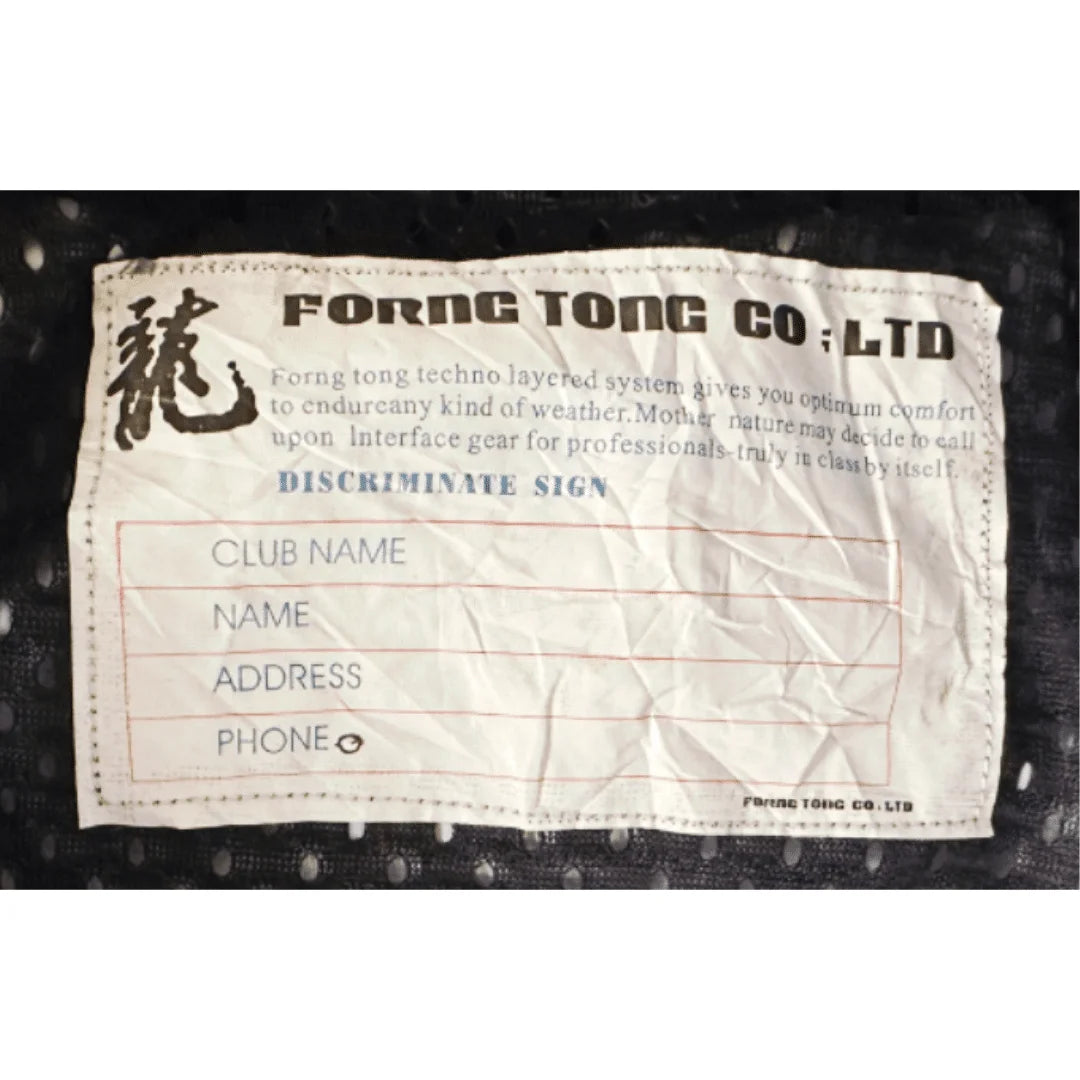 龍
FORNG TONG CO;LTD
Forng tong techno layered system gives you optimum comfort
to endurcany kind of weather.Mother nature may decide to call
upon Interface gear for professionals-truly in class by itself.
DISCRIMINATE SIGN
CLUB NAME
NAME
ADDRESS
PHONE
FORNG TONG CO;LTD